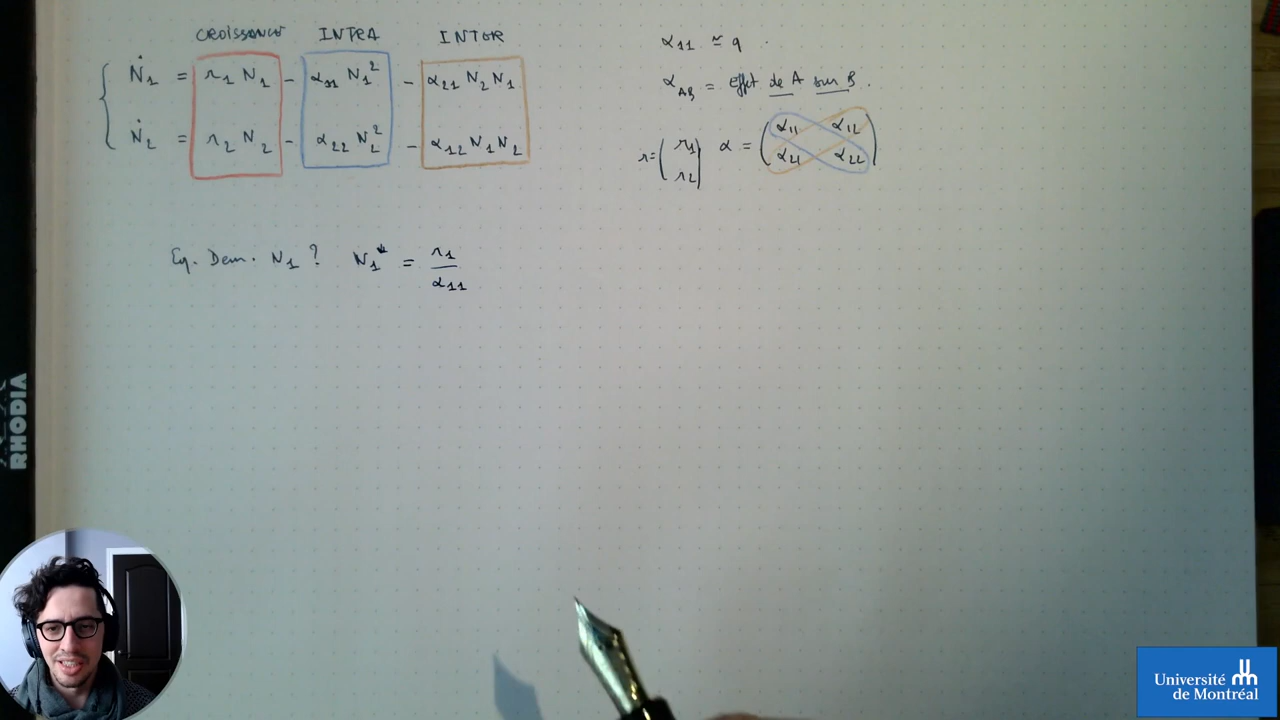 CROISSANCE INTRA INTER
Ṅ₁ = r₁ N₁ - α₁₁ N₁² - α₂₁ N₂ N₁
Ṅ₂ = r₂ N₂ - α₂₂ N₂² - α₁₂ N₁ N₂
α₁₁ ≃ q
α_AB = effet de A sur B.
r = (r₁ r₂) α = (α₁₁ α₁₂ α₂₁ α₂₂)
Eq. Dem. N₁ ? N₁* = r₁ / α₁₁
RHODIA
Université
de Montréal